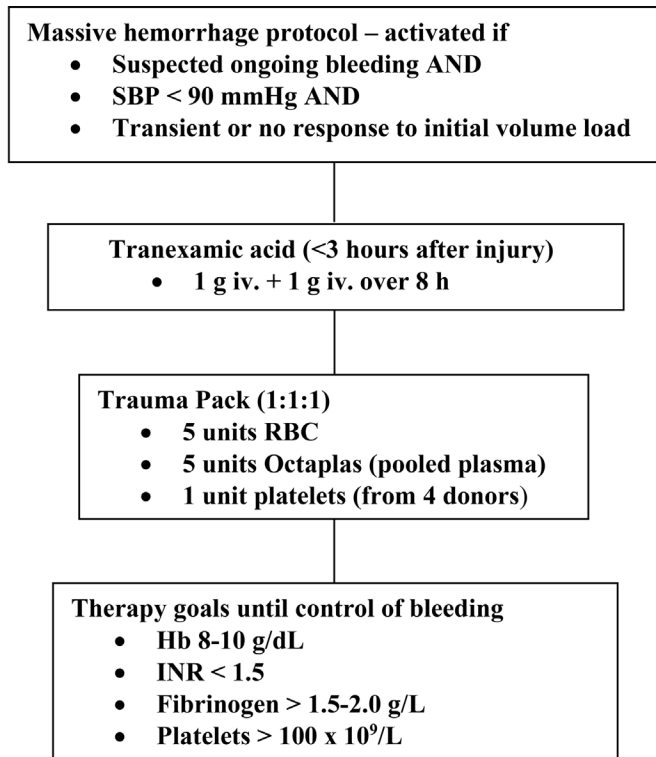 Massive hemorrhage protocol – activated if
• Suspected ongoing bleeding AND
• SBP < 90 mmHg AND
• Transient or no response to initial volume load
Tranexamic acid (<3 hours after injury)
• 1 g iv. + 1 g iv. over 8 h
Trauma Pack (1:1:1)
• 5 units RBC
• 5 units Octaplas (pooled plasma)
• 1 unit platelets (from 4 donors)
Therapy goals until control of bleeding
• Hb 8-10 g/dL
• INR < 1.5
• Fibrinogen > 1.5-2.0 g/L
• Platelets > 100 x 10⁹/L